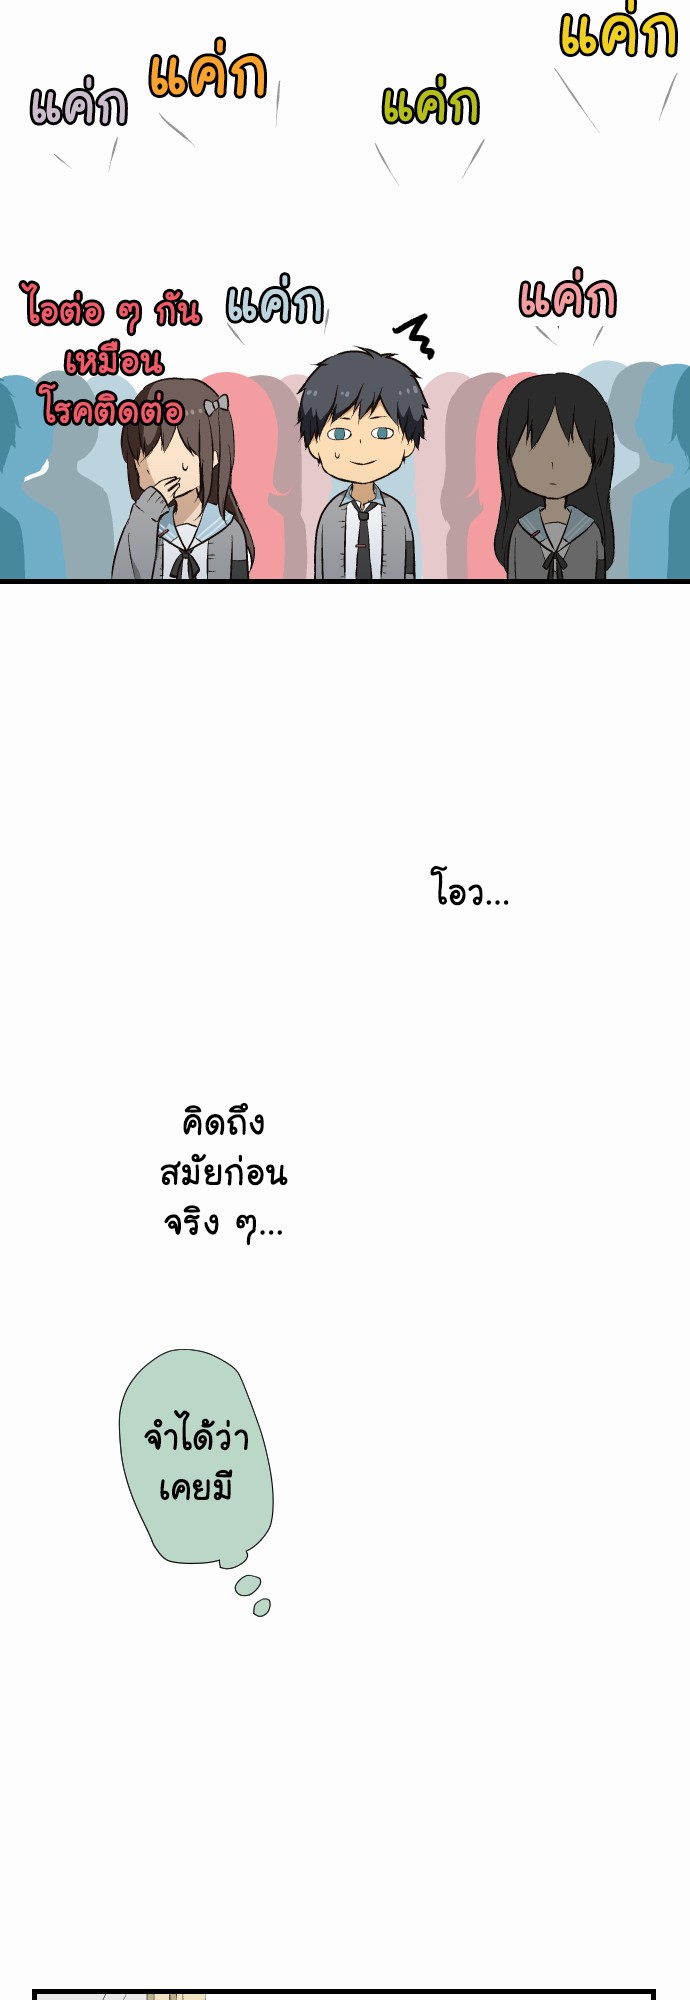 แค่ก
แค่ก
แค่ก
แค่ก
แค่ก
แค่ก
ไอต่อ ๆ กัน
เหมือน
โรคติดต่อ
โอว...
คิดถึง
สมัยก่อน
จริง ๆ...
จำได้ว่า
เคยมี